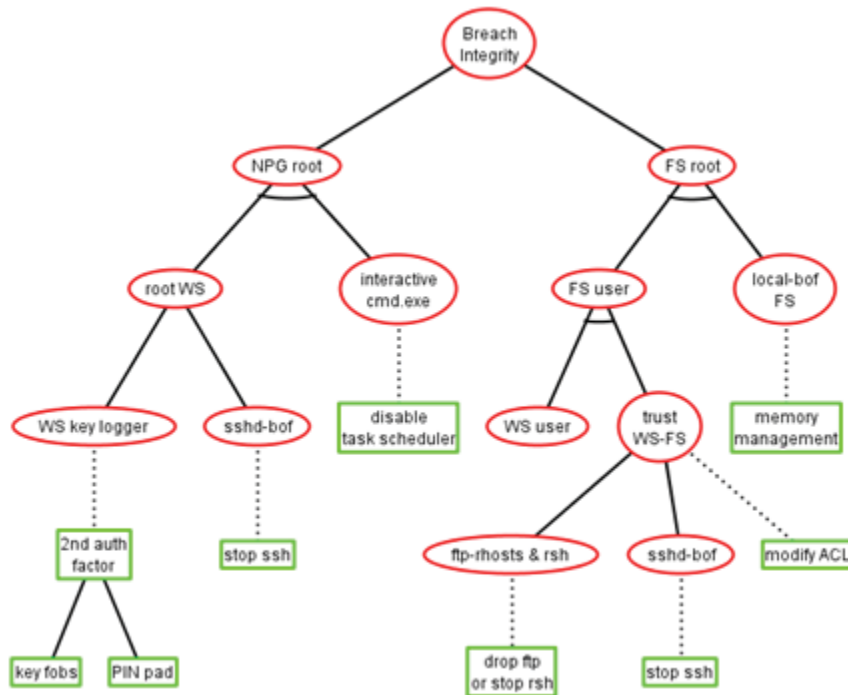 Breach
Integrity
NPG root
FS root
root WS
interactive
cmd.exe
FS user
local-bof
FS
WS key logger
sshd-bof
disable
task scheduler
WS user
trust
WS-FS
memory
management
2nd auth
factor
stop ssh
ftp-rhosts & rsh
sshd-bof
modify ACL
key fobs
PIN pad
drop ftp
or stop rsh
stop ssh